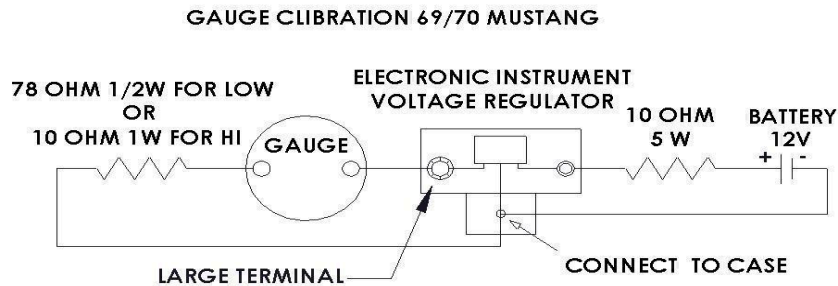 GAUGE CLIBRATION 69/70 MUSTANG
78 OHM 1/2W FOR LOW
OR
10 OHM 1W FOR HI
GAUGE
ELECTRONIC INSTRUMENT
VOLTAGE REGULATOR
10 OHM
5 W
BATTERY
12V
+ -
LARGE TERMINAL
CONNECT TO CASE